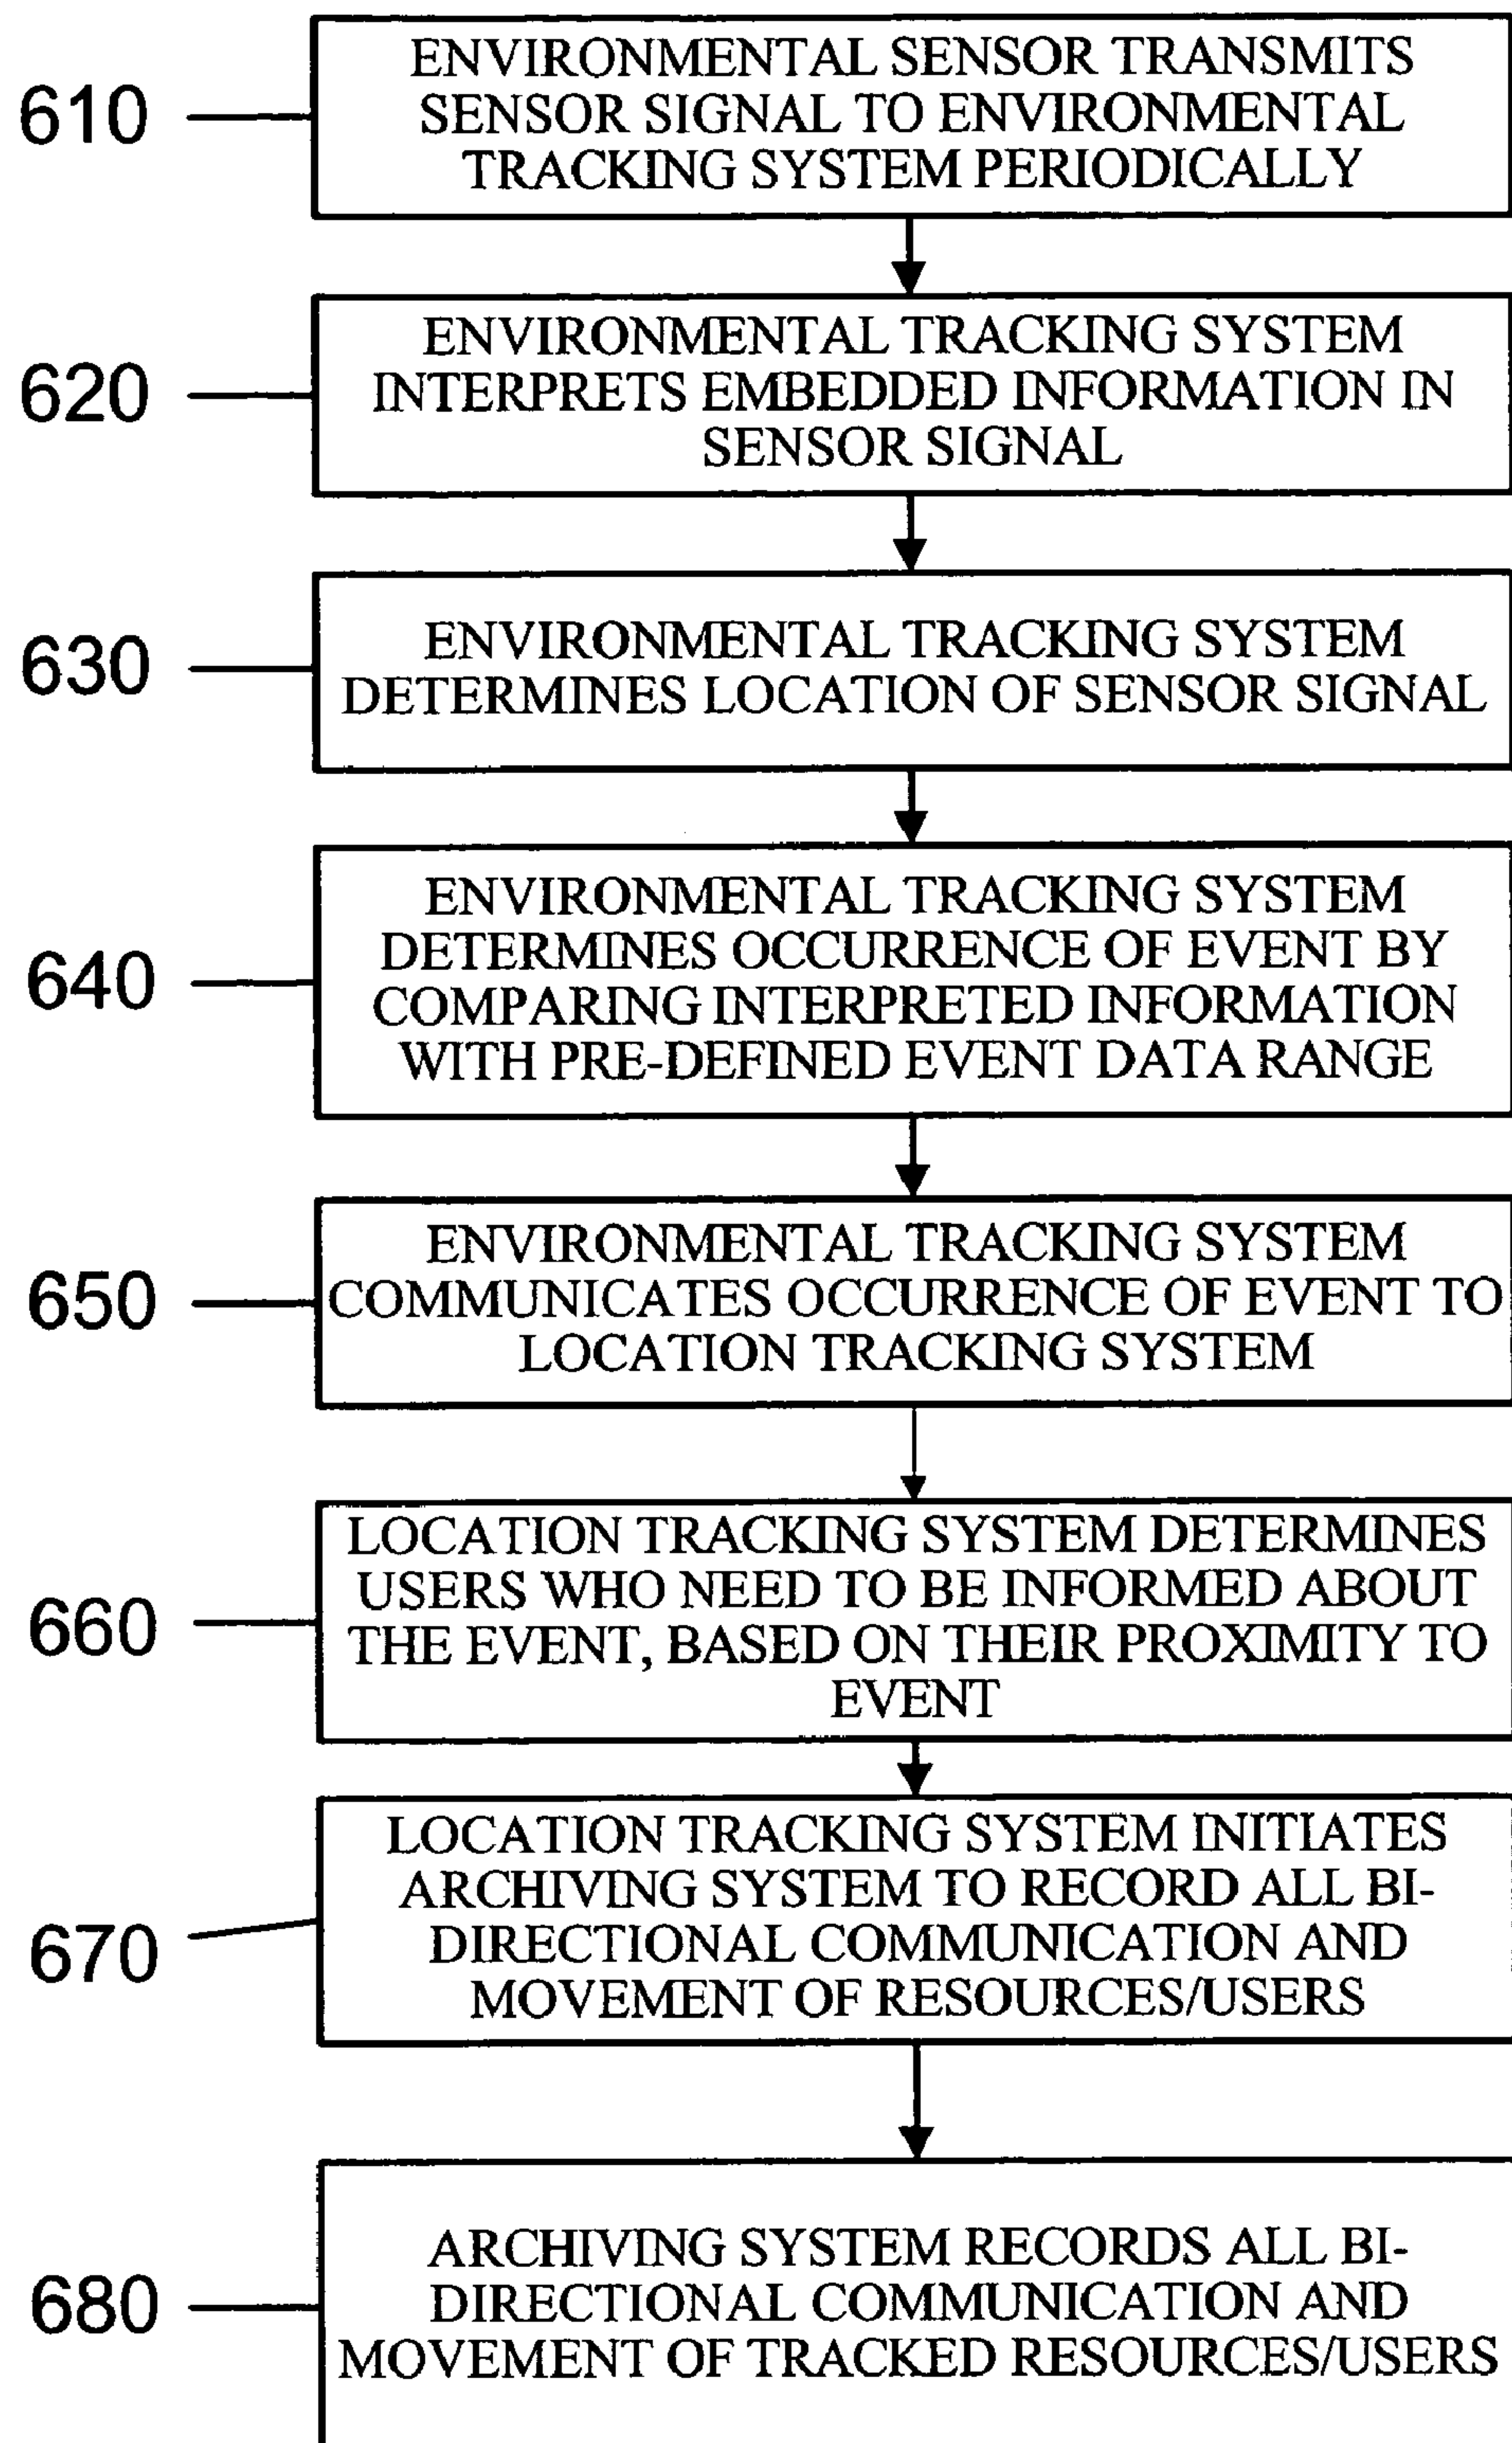 610
ENVIRONMENTAL SENSOR TRANSMITS
SENSOR SIGNAL TO ENVIRONMENTAL
TRACKING SYSTEM PERIODICALLY
620
ENVIRONMENTAL TRACKING SYSTEM
INTERPRETS EMBEDDED INFORMATION IN
SENSOR SIGNAL
630
ENVIRONMENTAL TRACKING SYSTEM
DETERMINES LOCATION OF SENSOR SIGNAL
640
ENVIRONMENTAL TRACKING SYSTEM
DETERMINES OCCURRENCE OF EVENT BY
COMPARING INTERPRETED INFORMATION
WITH PRE-DEFINED EVENT DATA RANGE
650
ENVIRONMENTAL TRACKING SYSTEM
COMMUNICATES OCCURRENCE OF EVENT TO
LOCATION TRACKING SYSTEM
660
LOCATION TRACKING SYSTEM DETERMINES
USERS WHO NEED TO BE INFORMED ABOUT
THE EVENT, BASED ON THEIR PROXIMITY TO
EVENT
670
LOCATION TRACKING SYSTEM INITIATES
ARCHIVING SYSTEM TO RECORD ALL BI-
DIRECTIONAL COMMUNICATION AND
MOVEMENT OF RESOURCES/USERS
680
ARCHIVING SYSTEM RECORDS ALL BI-
DIRECTIONAL COMMUNICATION AND
MOVEMENT OF TRACKED RESOURCES/USERS